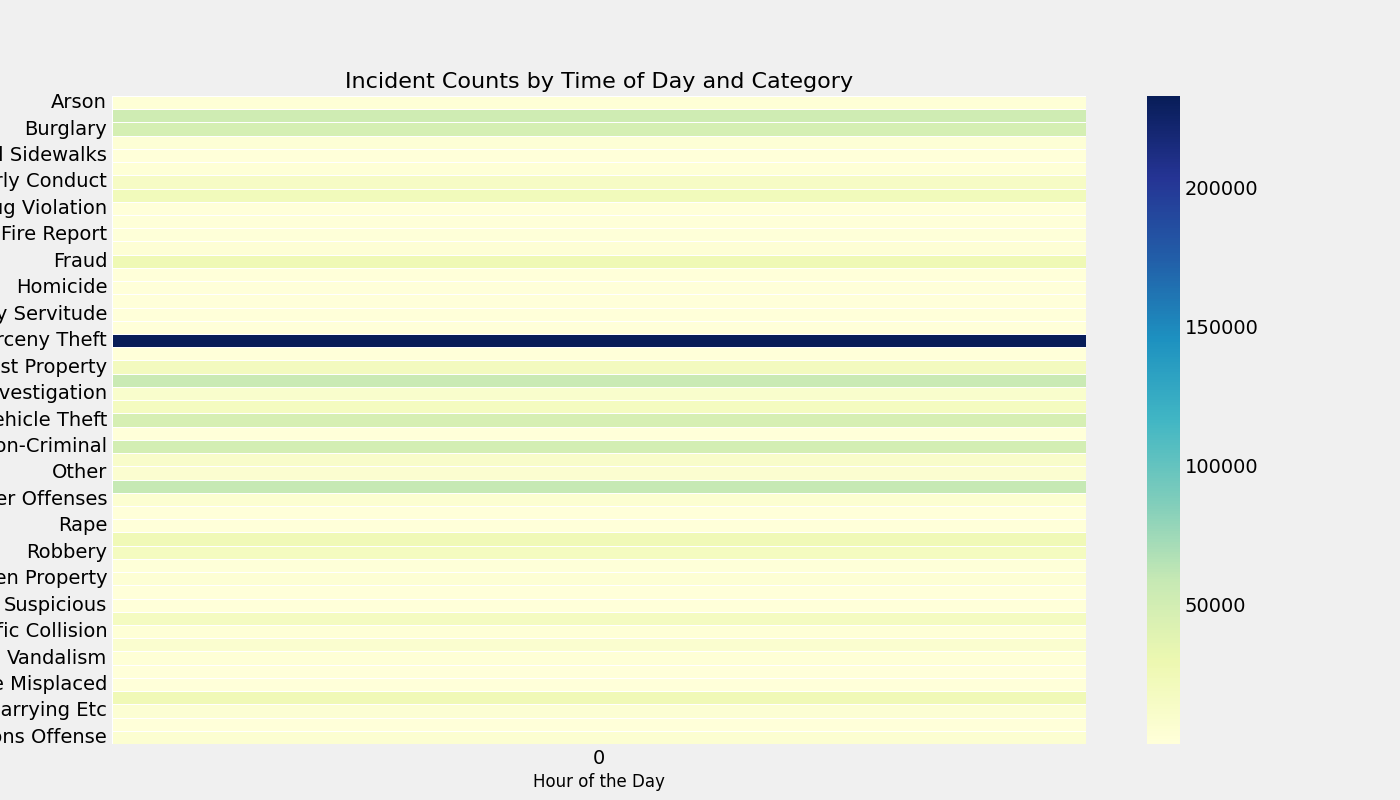 Incident Counts by Time of Day and Category
Arson
Burglary
Sidewalks
rly Conduct
ug Violation
Fire Report
Fraud
Homicide
y Servitude
rceny Theft
st Property
vestigation
ehicle Theft
on-Criminal
Other
er Offenses
Rape
Robbery
en Property
Suspicious
fic Collision
Vandalism
e Misplaced
arrying Etc
ons Offense
0
Hour of the Day
200000
150000
100000
50000